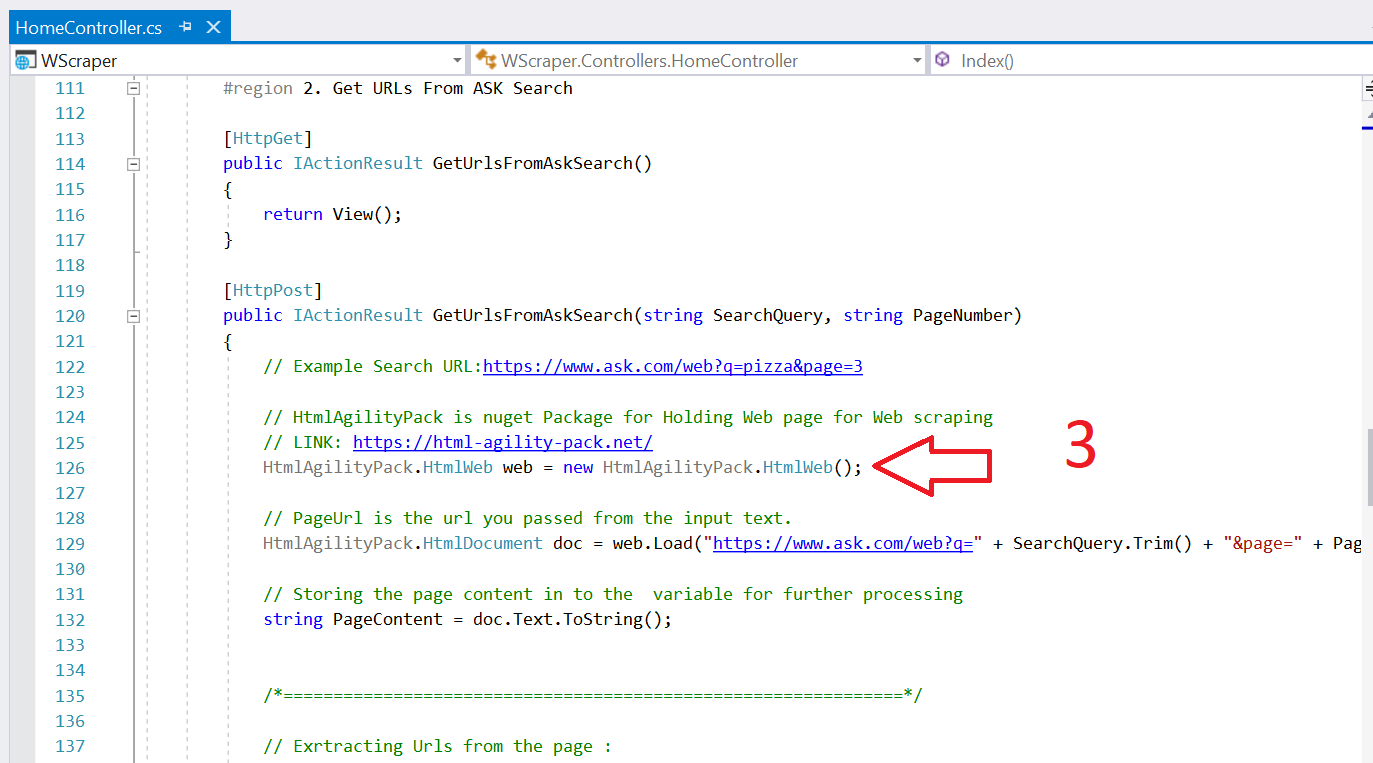 HomeController.cs
WScraper WScraper.Controllers.HomeController Index()
111 #region 2. Get URLs From ASK Search
112
113 [HttpGet]
114 public IActionResult GetUrlsFromAskSearch()
115 {
116 return View();
117 }
118
119 [HttpPost]
120 public IActionResult GetUrlsFromAskSearch(string SearchQuery, string PageNumber)
121 {
122 // Example Search URL:https://www.ask.com/web?q=pizza&page=3
123
124 // HtmlAgilityPack is nuget Package for Holding Web page for Web scraping
125 // LINK: https://html-agility-pack.net/
126 HtmlAgilityPack.HtmlWeb web = new HtmlAgilityPack.HtmlWeb(); 3
127
128 // PageUrl is the url you passed from the input text.
129 HtmlAgilityPack.HtmlDocument doc = web.Load("https://www.ask.com/web?q=" + SearchQuery.Trim() + "&page=" + Pag
130
131 // Storing the page content in to the  variable for further processing
132 string PageContent = doc.Text.ToString();
133
134
135 /*==============================================================*/
136
137 // Exrtracting Urls from the page :